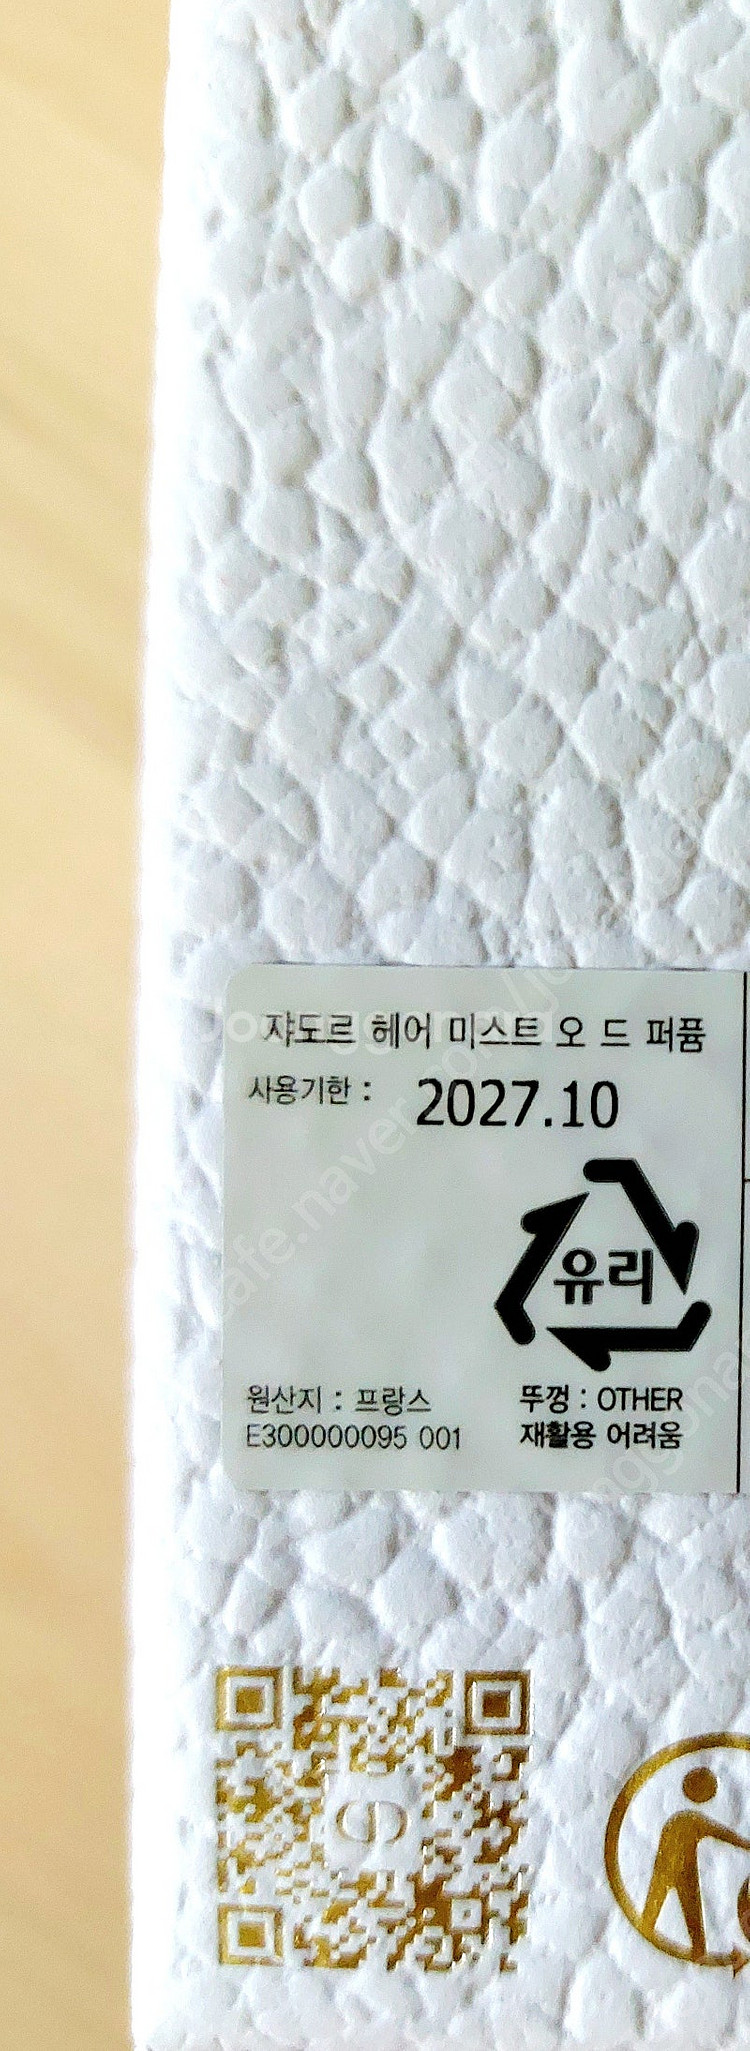 쟈도르 헤어 미스트 오 드 퍼퓸
사용기한 : 2027.10
유리
원산지 : 프랑스
E300000095 001
뚜껑 : OTHER
재활용 어려움